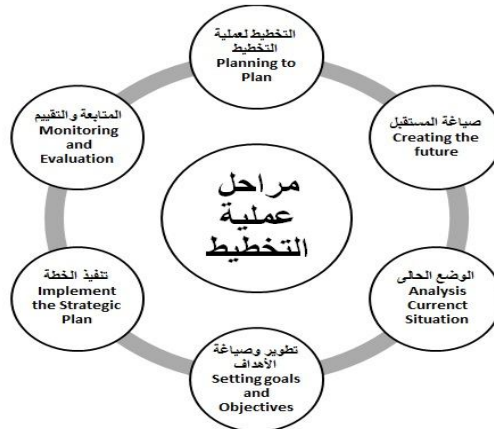 التخطيط لعملية
التخطيط
Planning to
Plan
صياغة المستقبل
Creating the
future
الوضع الحالى
Analysis
Currenct
Situation
تطوير وصياغة
الأهداف
Setting goals
and
Objectives
تنفيذ الخطة
Implement
the Strategic
Plan
المتابعة والتقييم
Monitoring
and
Evaluation
مراحل
عملية
التخطيط